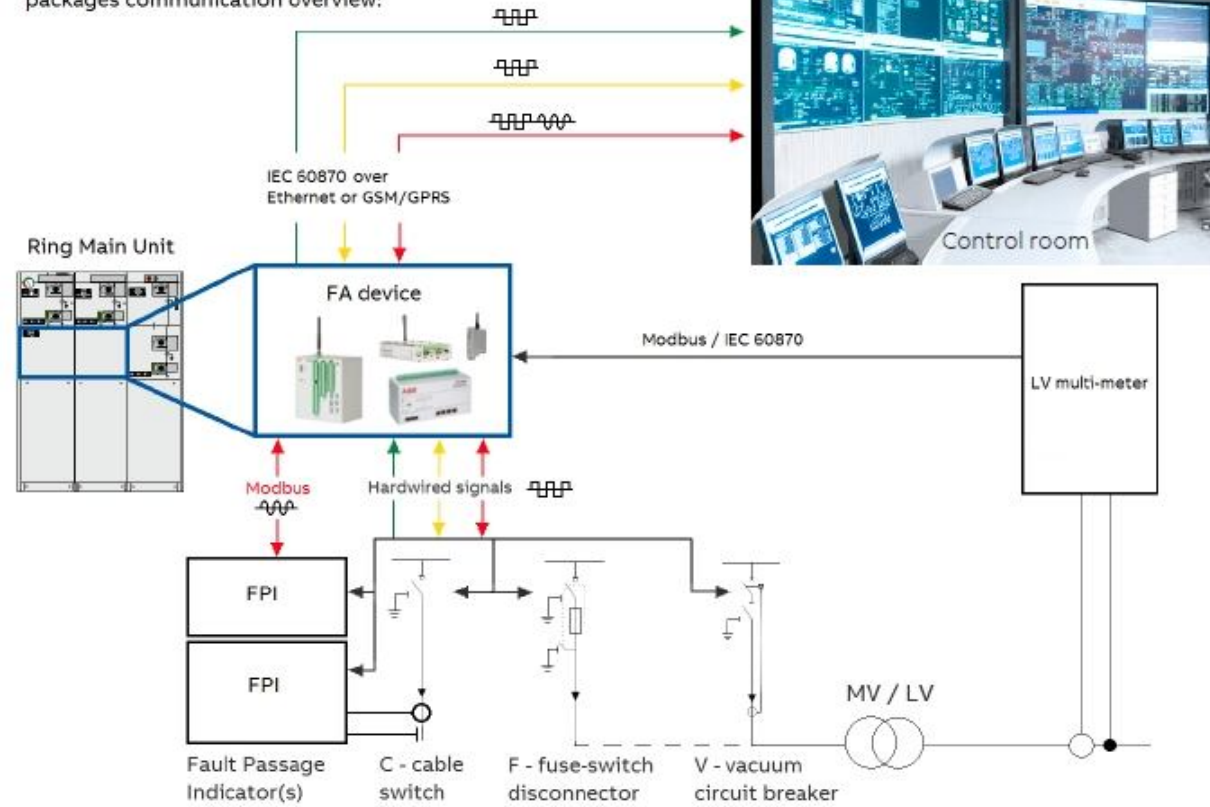 packages communication overview:
IEC 60870 over
Ethernet or GSM/GPRS
Control room
Ring Main Unit
FA device
ABB
Modbus / IEC 60870
LV multi-meter
Modbus
Hardwired signals
FPI
FPI
MV / LV
Fault Passage
Indicator(s)
C - cable
switch
F - fuse-switch
disconnector
V - vacuum
circuit breaker